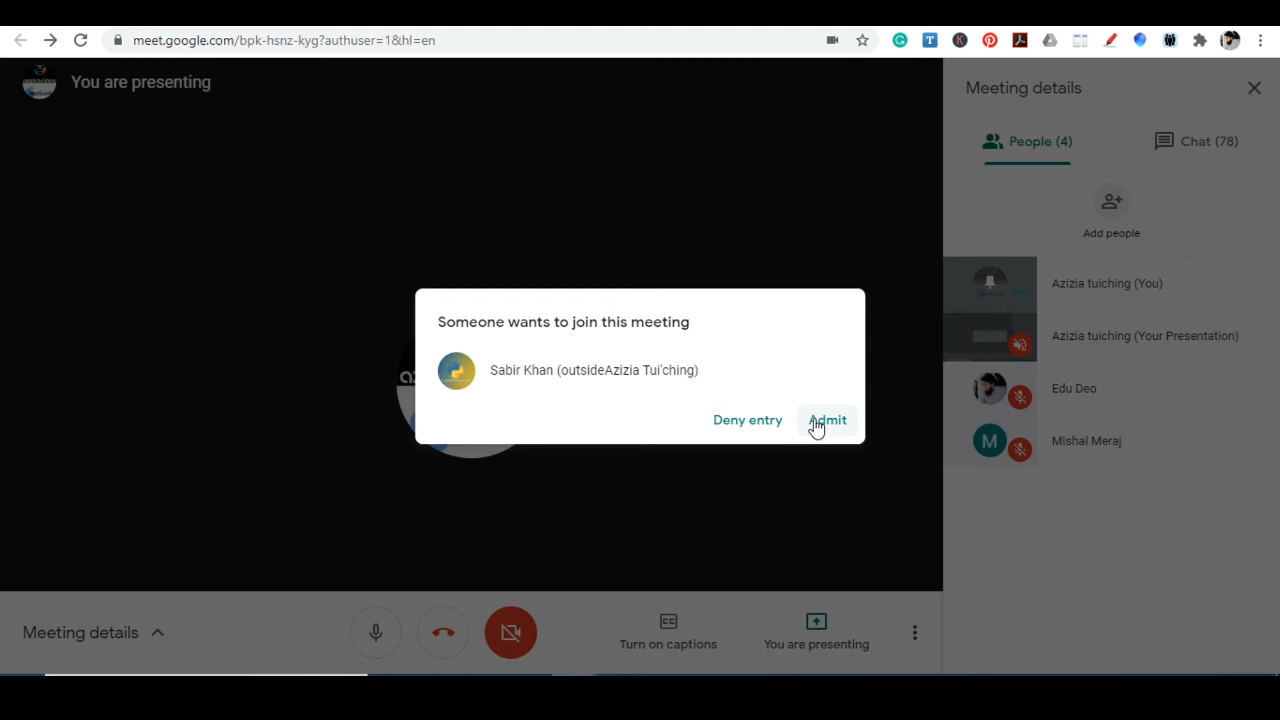 meet.google.com/bpk-hsnz-kyg?authuser=1&hl=en
You are presenting
Meeting details
People (4)
Chat (78)
Add people
Azizia tuiching (You)
Azizia tuiching (Your Presentation)
Edu Deo
M
Mishal Meraj
Someone wants to join this meeting
Sabir Khan (outsideAzizia Tui'ching)
Deny entry
Admit
Meeting details
CC
Turn on captions
You are presenting